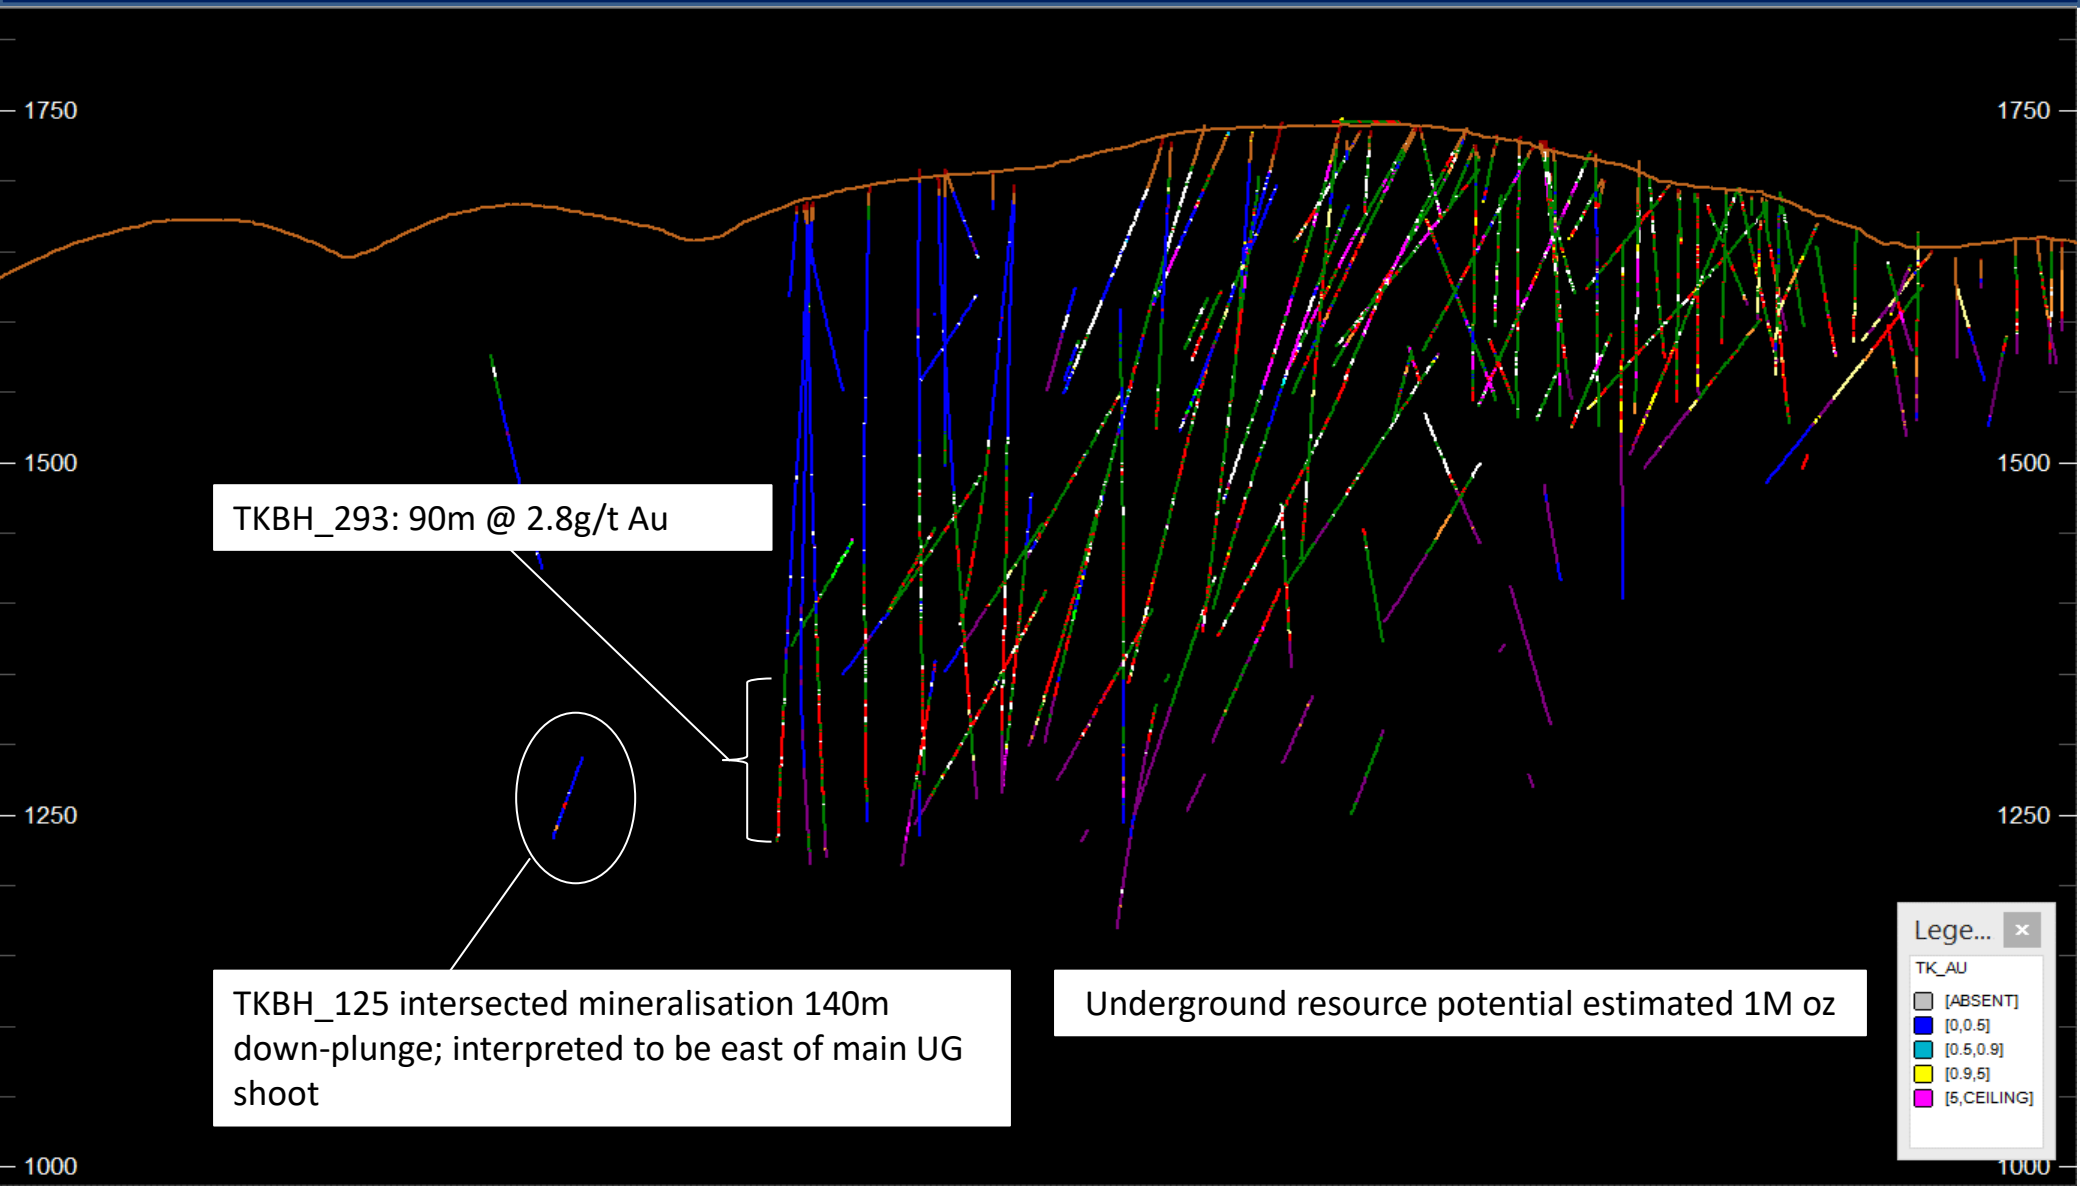 1750
1750
1500
1500
TKBH_293: 90m @ 2.8g/t Au
1250
1250
TKBH_125 intersected mineralisation 140m
down-plunge; interpreted to be east of main UG
shoot
Underground resource potential estimated 1M oz
Lege...
TK_AU
[ABSENT]
[0,0.5]
[0.5,0.9]
[0.9,5]
[5,CEILING]
1000
1000